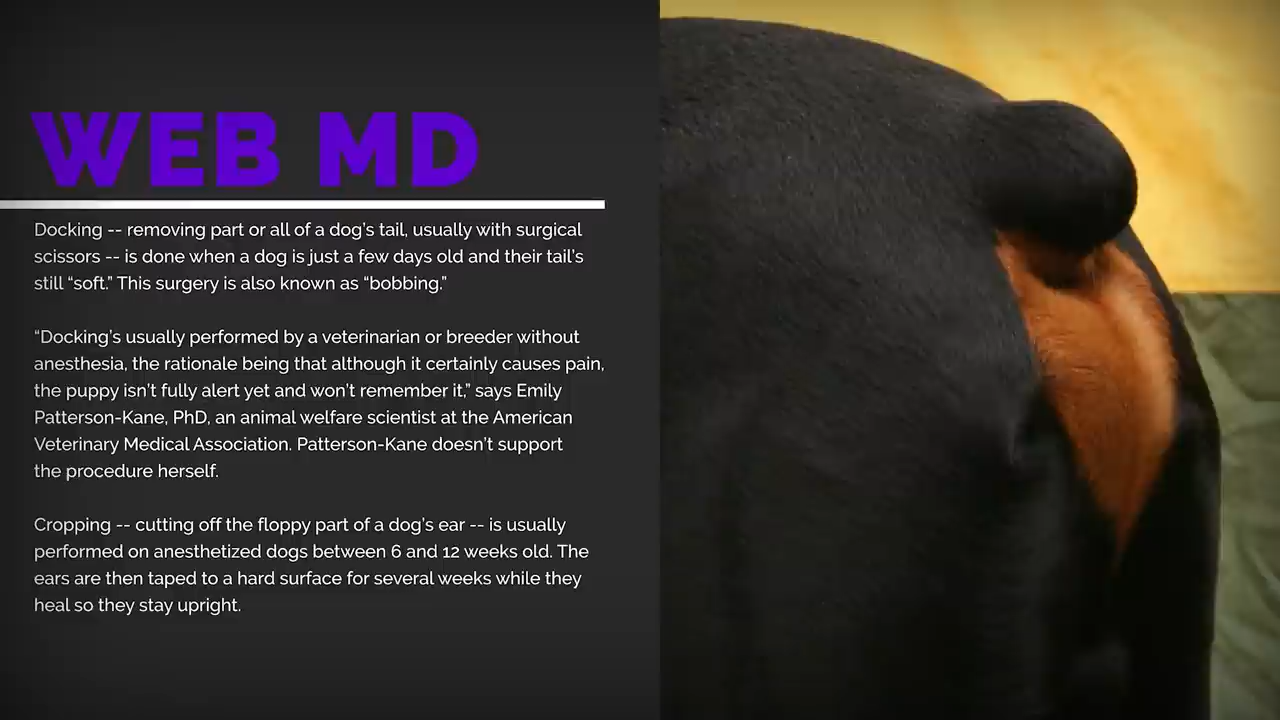 WEB MD
Docking -- removing part or all of a dog's tail, usually with surgical
scissors -- is done when a dog is just a few days old and their tail's
still “soft.” This surgery is also known as “bobbing.”
“Docking's usually performed by a veterinarian or breeder without
anesthesia, the rationale being that although it certainly causes pain,
the puppy isn't fully alert yet and won't remember it,” says Emily
Patterson-Kane, PhD, an animal welfare scientist at the American
Veterinary Medical Association. Patterson-Kane doesn't support
the procedure herself.
Cropping -- cutting off the floppy part of a dog's ear -- is usually
performed on anesthetized dogs between 6 and 12 weeks old. The
ears are then taped to a hard surface for several weeks while they
heal so they stay upright.